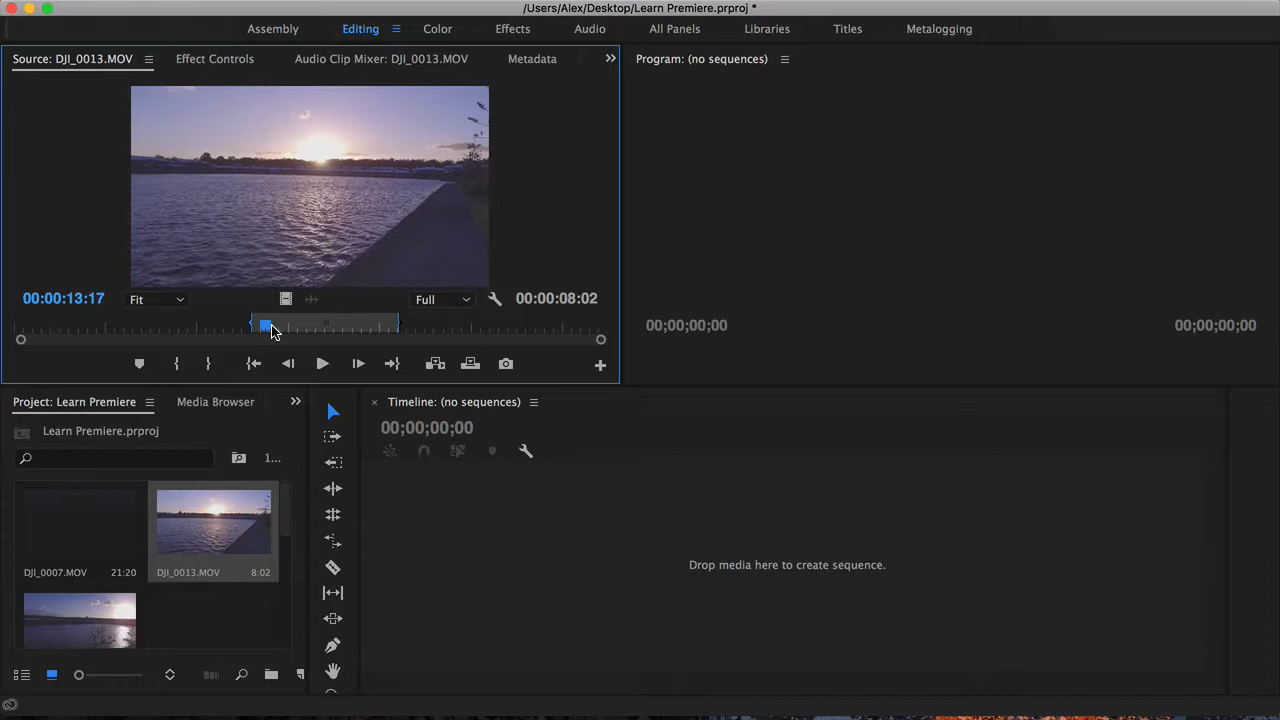 /Users/Alex/Desktop/Learn Premiere.prproj *
Assembly Editing Color Effects Audio All Panels Libraries Titles Metalogging
Source: DJI_0013.MOV Effect Controls Audio Clip Mixer: DJI_0013.MOV Metadata
Program: (no sequences)
00:00:13:17 Fit Full 00:00:08:02
00;00;00;00 00;00;00;00
Project: Learn Premiere Media Browser
Timeline: (no sequences)
Learn Premiere.prproj
00;00;00;00
1...
DJI_0007.MOV 21:20 DJI_0013.MOV 8:02
Drop media here to create sequence.